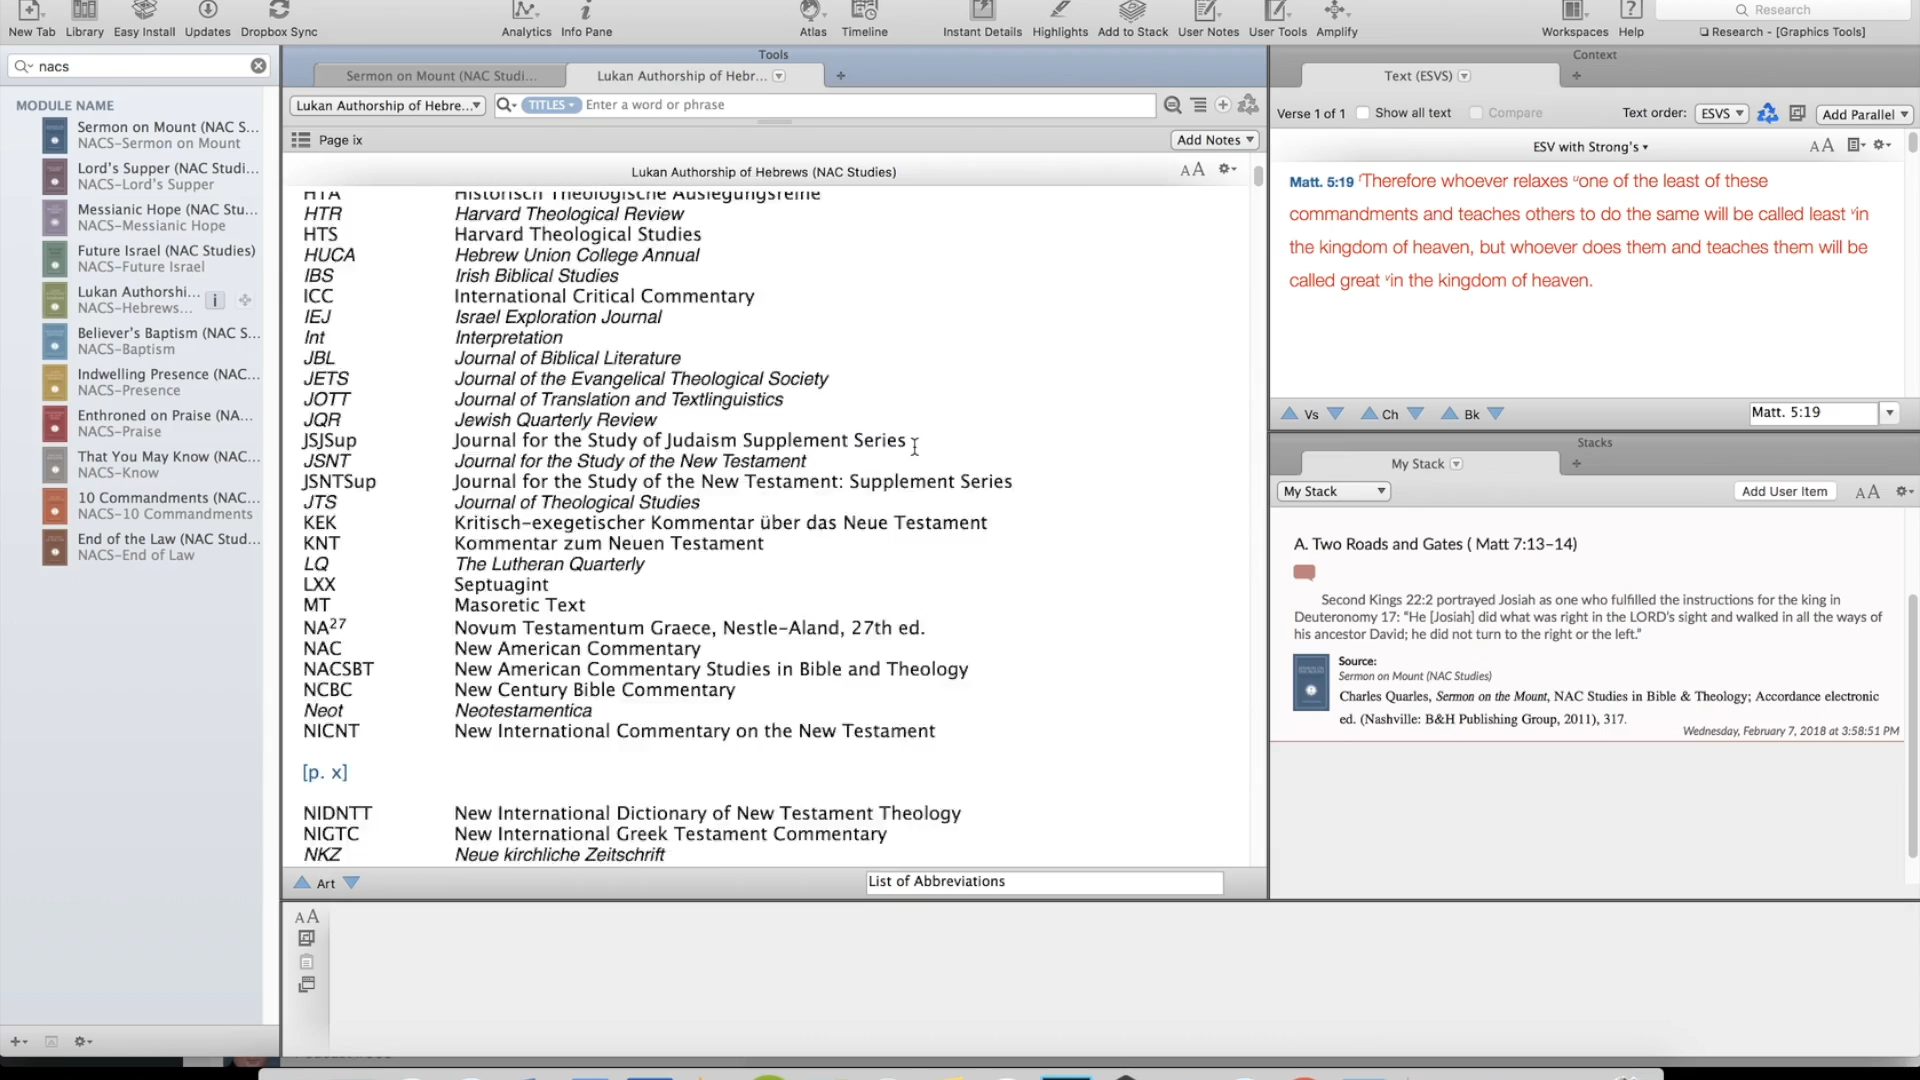 New Tab
Library
Easy Install
Updates
Dropbox Sync
Analytics
Info Pane
Atlas
Timeline
Instant Details
Highlights
Add to Stack
User Notes
User Tools
Amplify
Workspaces
Help
Research
Research - [Graphics Tools]
nacs
MODULE NAME
Sermon on Mount (NAC S...
NACS-Sermon on Mount
Lord's Supper (NAC Studi...
NACS-Lord's Supper
Messianic Hope (NAC Stu...
NACS-Messianic Hope
Future Israel (NAC Studies)
NACS-Future Israel
Lukan Authorshi...
NACS-Hebrews...
Believer's Baptism (NAC S...
NACS-Baptism
Indwelling Presence (NAC...
NACS-Presence
Enthroned on Praise (NA...
NACS-Praise
That You May Know (NAC...
NACS-Know
10 Commandments (NAC...
NACS-10 Commandments
End of the Law (NAC Stud...
NACS-End of Law
Tools
Sermon on Mount (NAC Studi...
Lukan Authorship of Hebr...
Lukan Authorship of Hebre...
TITLES
Enter a word or phrase
Page ix
Add Notes
Lukan Authorship of Hebrews (NAC Studies)
AA
HTA Historisch Theologische Auslegungsreihe
HTR Harvard Theological Review
HTS Harvard Theological Studies
HUCA Hebrew Union College Annual
IBS Irish Biblical Studies
ICC International Critical Commentary
IEJ Israel Exploration Journal
Int Interpretation
JBL Journal of Biblical Literature
JETS Journal of the Evangelical Theological Society
JOTT Journal of Translation and Textlinguistics
JQR Jewish Quarterly Review
JSJSup Journal for the Study of Judaism Supplement Series
JSNT Journal for the Study of the New Testament
JSNTSup Journal for the Study of the New Testament: Supplement Series
JTS Journal of Theological Studies
KEK Kritisch-exegetischer Kommentar über das Neue Testament
KNT Kommentar zum Neuen Testament
LQ The Lutheran Quarterly
LXX Septuagint
MT Masoretic Text
NA27 Novum Testamentum Graece, Nestle-Aland, 27th ed.
NAC New American Commentary
NACSBT New American Commentary Studies in Bible and Theology
NCBC New Century Bible Commentary
Neot Neotestamentica
NICNT New International Commentary on the New Testament
[p. x]
NIDNTT New International Dictionary of New Testament Theology
NIGTC New International Greek Testament Commentary
NKZ Neue kirchliche Zeitschrift
Art
List of Abbreviations
AA
Context
Text (ESVS)
Verse 1 of 1
Show all text
Compare
Text order:
ESVS
Add Parallel
ESV with Strong's
AA
Matt. 5:19 Therefore whoever relaxes one of the least of these
commandments and teaches others to do the same will be called least in
the kingdom of heaven, but whoever does them and teaches them will be
called great in the kingdom of heaven.
Vs
Ch
Bk
Matt. 5:19
Stacks
My Stack
My Stack
Add User Item
AA
A. Two Roads and Gates ( Matt 7:13–14)
Second Kings 22:2 portrayed Josiah as one who fulfilled the instructions for the king in
Deuteronomy 17: “He [Josiah] did what was right in the LORD’s sight and walked in all the ways of
his ancestor David; he did not turn to the right or the left.”
Source:
Sermon on Mount (NAC Studies)
Charles Quarles, Sermon on the Mount, NAC Studies in Bible & Theology; Accordance electronic
ed. (Nashville: B&H Publishing Group, 2011), 317.
Wednesday, February 7, 2018 at 3:58:51 PM